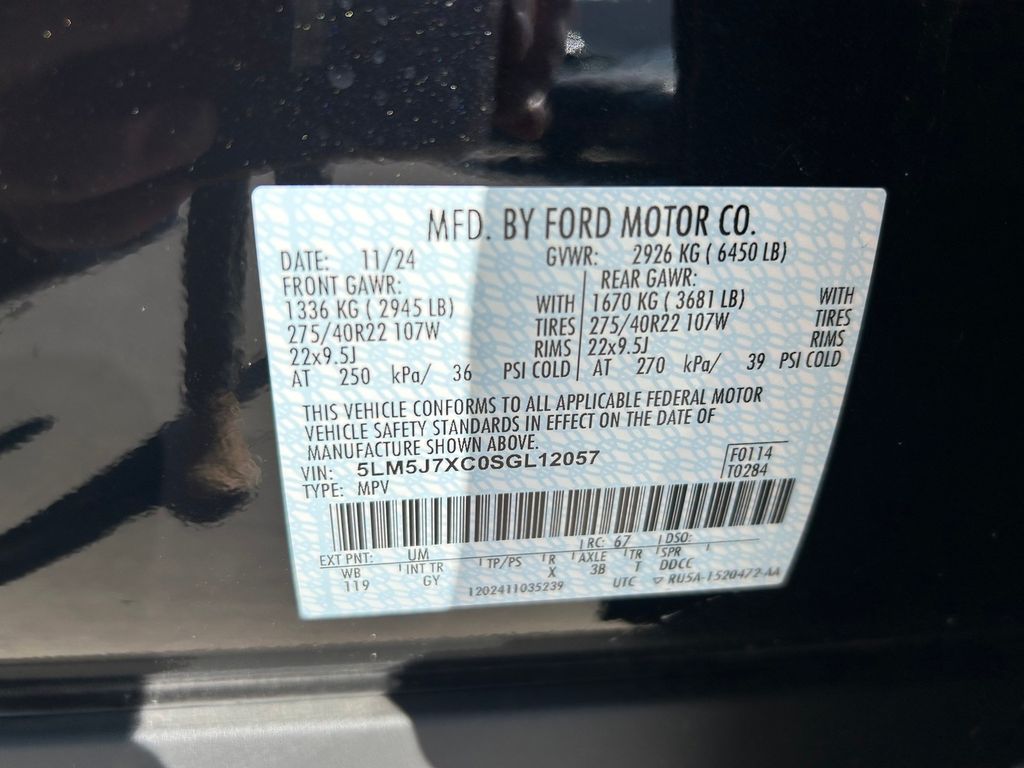 MFD. BY FORD MOTOR CO.
DATE: 11/24 GVWR: 2926 KG ( 6450 LB)
FRONT GAWR: REAR GAWR:
1336 KG ( 2945 LB) WITH 1670 KG ( 3681 LB) WITH
275/40R22 107W TIRES 275/40R22 107W TIRES
22x9.5J RIMS 22x9.5J RIMS
AT 250 kPa/ 36 PSI COLD AT 270 kPa/ 39 PSI COLD
THIS VEHICLE CONFORMS TO ALL APPLICABLE FEDERAL MOTOR
VEHICLE SAFETY STANDARDS IN EFFECT ON THE DATE OF
MANUFACTURE SHOWN ABOVE.
VIN: 5LM5J7XC0SGL12057 F0114
TYPE: MPV T0284
EXT PNT: UM RC: 67 DSO:
WB INT TR TP/PS R AXLE TR SPR
119 GY X 3B T DDCC
1202411035239 UTC ▽ RU5A-1520472-AA